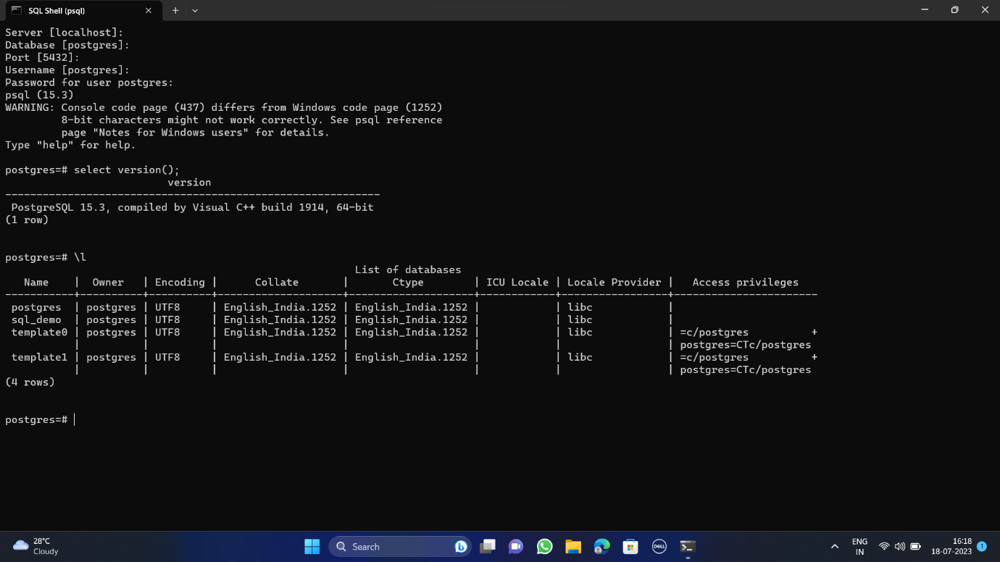 SQL Shell (psql)
Server [localhost]:
Database [postgres]:
Port [5432]:
Username [postgres]:
Password for user postgres:
psql (15.3)
WARNING: Console code page (437) differs from Windows code page (1252)
         8-bit characters might not work correctly. See psql reference
         page "Notes for Windows users" for details.
Type "help" for help.
postgres=# select version();
                          version
------------------------------------------------------------
 PostgreSQL 15.3, compiled by Visual C++ build 1914, 64-bit
(1 row)
postgres=# \l
                                                        List of databases
   Name    |  Owner   | Encoding |      Collate       |       Ctype        | ICU Locale | Locale Provider |   Access privileges
-----------+----------+----------+--------------------+--------------------+------------+-----------------+-----------------------
 postgres  | postgres | UTF8     | English_India.1252 | English_India.1252 |            | libc            |
 sql_demo  | postgres | UTF8     | English_India.1252 | English_India.1252 |            | libc            |
 template0 | postgres | UTF8     | English_India.1252 | English_India.1252 |            | libc            | =c/postgres          +
           |          |          |                    |                    |            |                 | postgres=CTc/postgres
 template1 | postgres | UTF8     | English_India.1252 | English_India.1252 |            | libc            | =c/postgres          +
           |          |          |                    |                    |            |                 | postgres=CTc/postgres
(4 rows)
postgres=#
28°C
Cloudy
Search
DELL
ENG
IN
16:18
18-07-2023
1